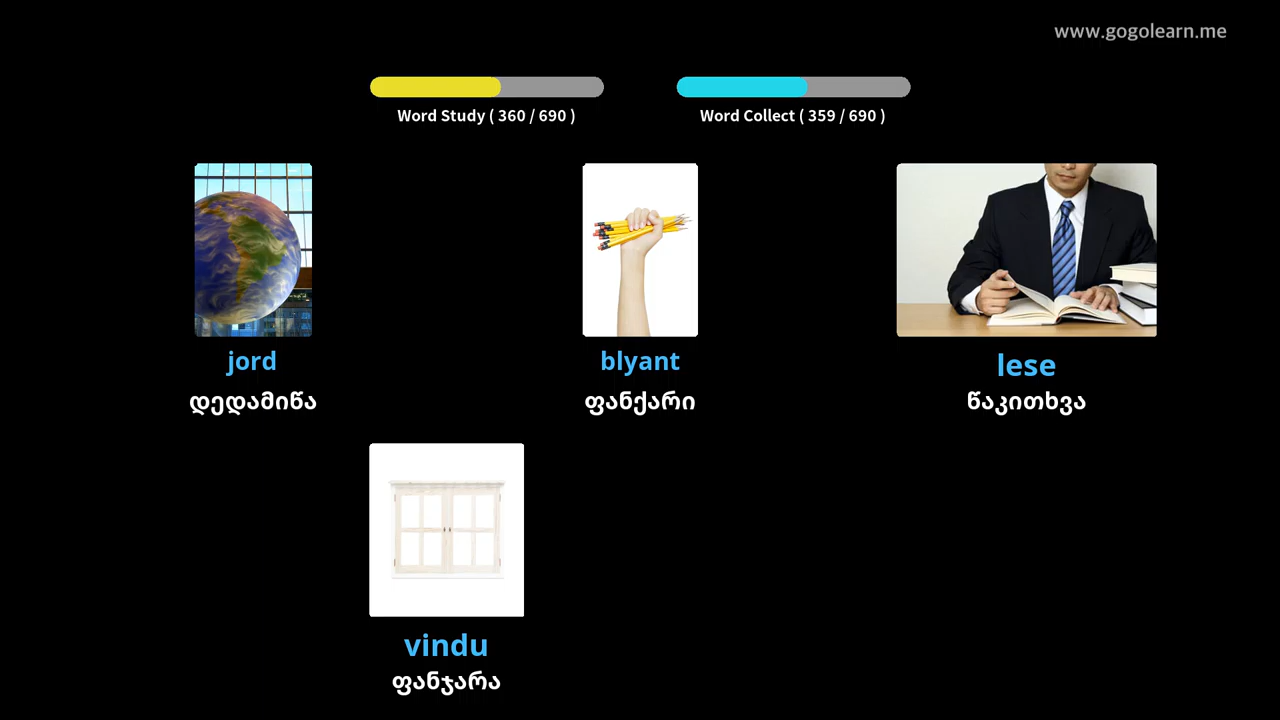 www.gogolearn.me
Word Study ( 360 / 690 )
Word Collect ( 359 / 690 )
jord
blyant
lese
დედამიწა
ფანქარი
წაკითხვა
vindu
ფანჯარა